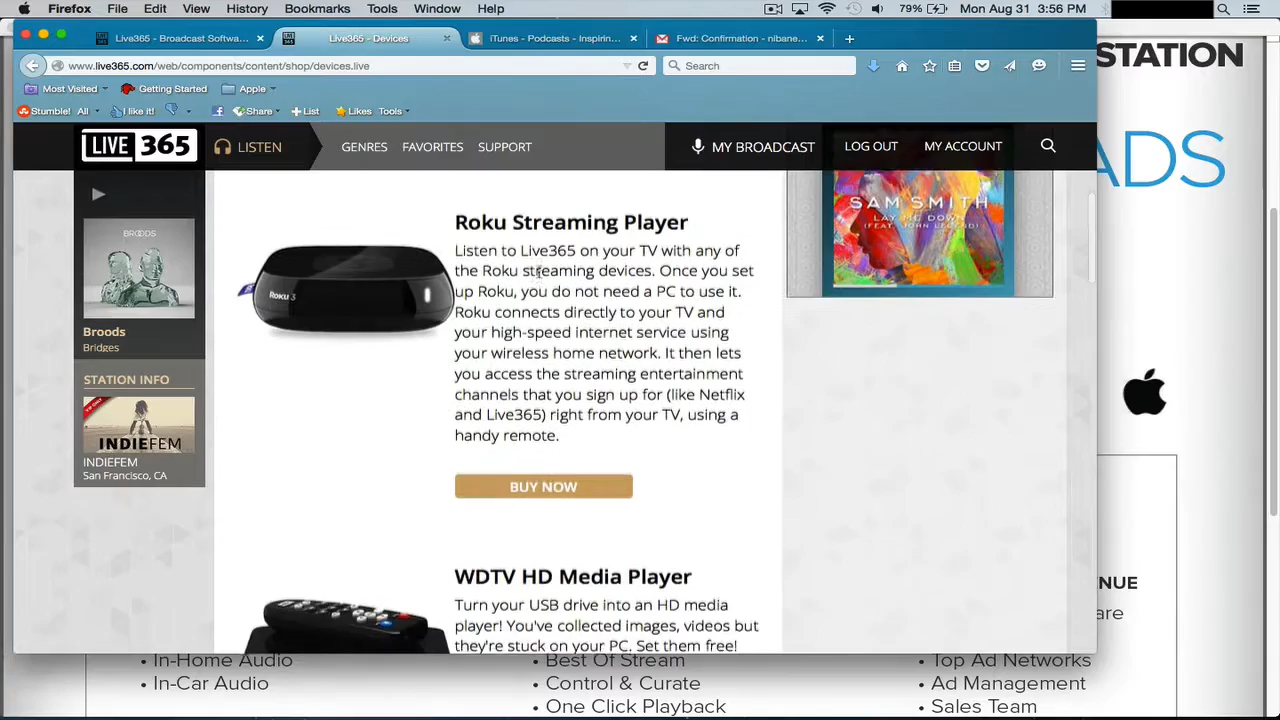 Firefox File Edit View History Bookmarks Tools Window Help 79% Mon Aug 31 3:56 PM
Live365 - Broadcast Softwa... × Live365 - Devices × iTunes - Podcasts - Inspirin... × Fwd: Confirmation - nibane... × +
www.live365.com/web/components/content/shop/devices.live Search
Most Visited Getting Started Apple
Stumble! All I like it! Share List Likes Tools
LIVE 365 LISTEN GENRES FAVORITES SUPPORT MY BROADCAST LOG OUT MY ACCOUNT
STATION
ADS
BROODS
Broods
Bridges
STATION INFO
VIP ONLY
INDIEFEM
INDIEFEM
San Francisco, CA
Roku 3
Roku Streaming Player
Listen to Live365 on your TV with any of
the Roku streaming devices. Once you set
up Roku, you do not need a PC to use it.
Roku connects directly to your TV and
your high-speed internet service using
your wireless home network. It then lets
you access the streaming entertainment
channels that you sign up for (like Netflix
and Live365) right from your TV, using a
handy remote.
BUY NOW
WDTV HD Media Player
Turn your USB drive into an HD media
player! You've collected images, videos but
they're stuck on your PC. Set them free!
SAM SMITH
LAY ME DOWN
(FEAT. JOHN LEGEND)
NUE
are
• In-Home Audio
• In-Car Audio
• Best Of Stream
• Control & Curate
• One Click Playback
• Top Ad Networks
• Ad Management
• Sales Team